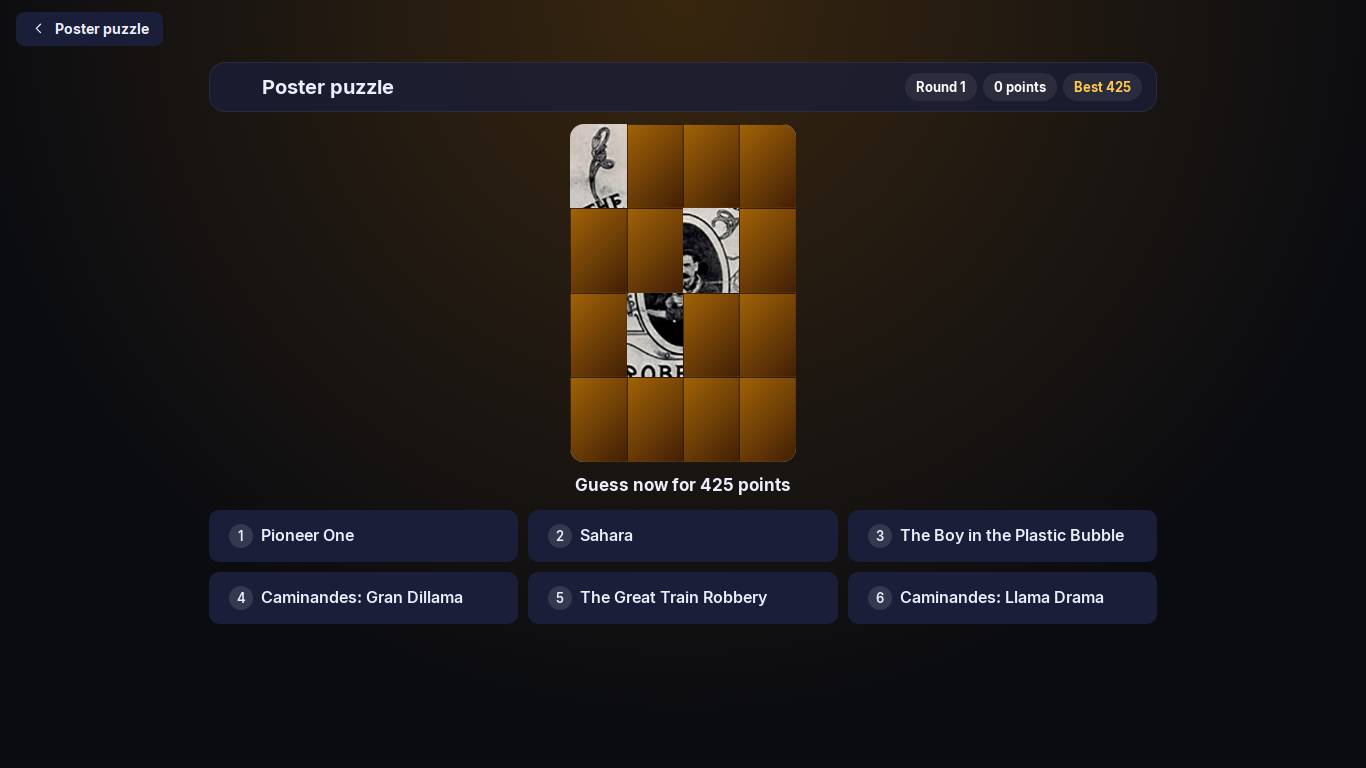 Poster puzzle
Poster puzzle
Round 1
0 points
Best 425
THE
ROBE
Guess now for 425 points
1 Pioneer One
2 Sahara
3 The Boy in the Plastic Bubble
4 Caminandes: Gran Dillama
5 The Great Train Robbery
6 Caminandes: Llama Drama